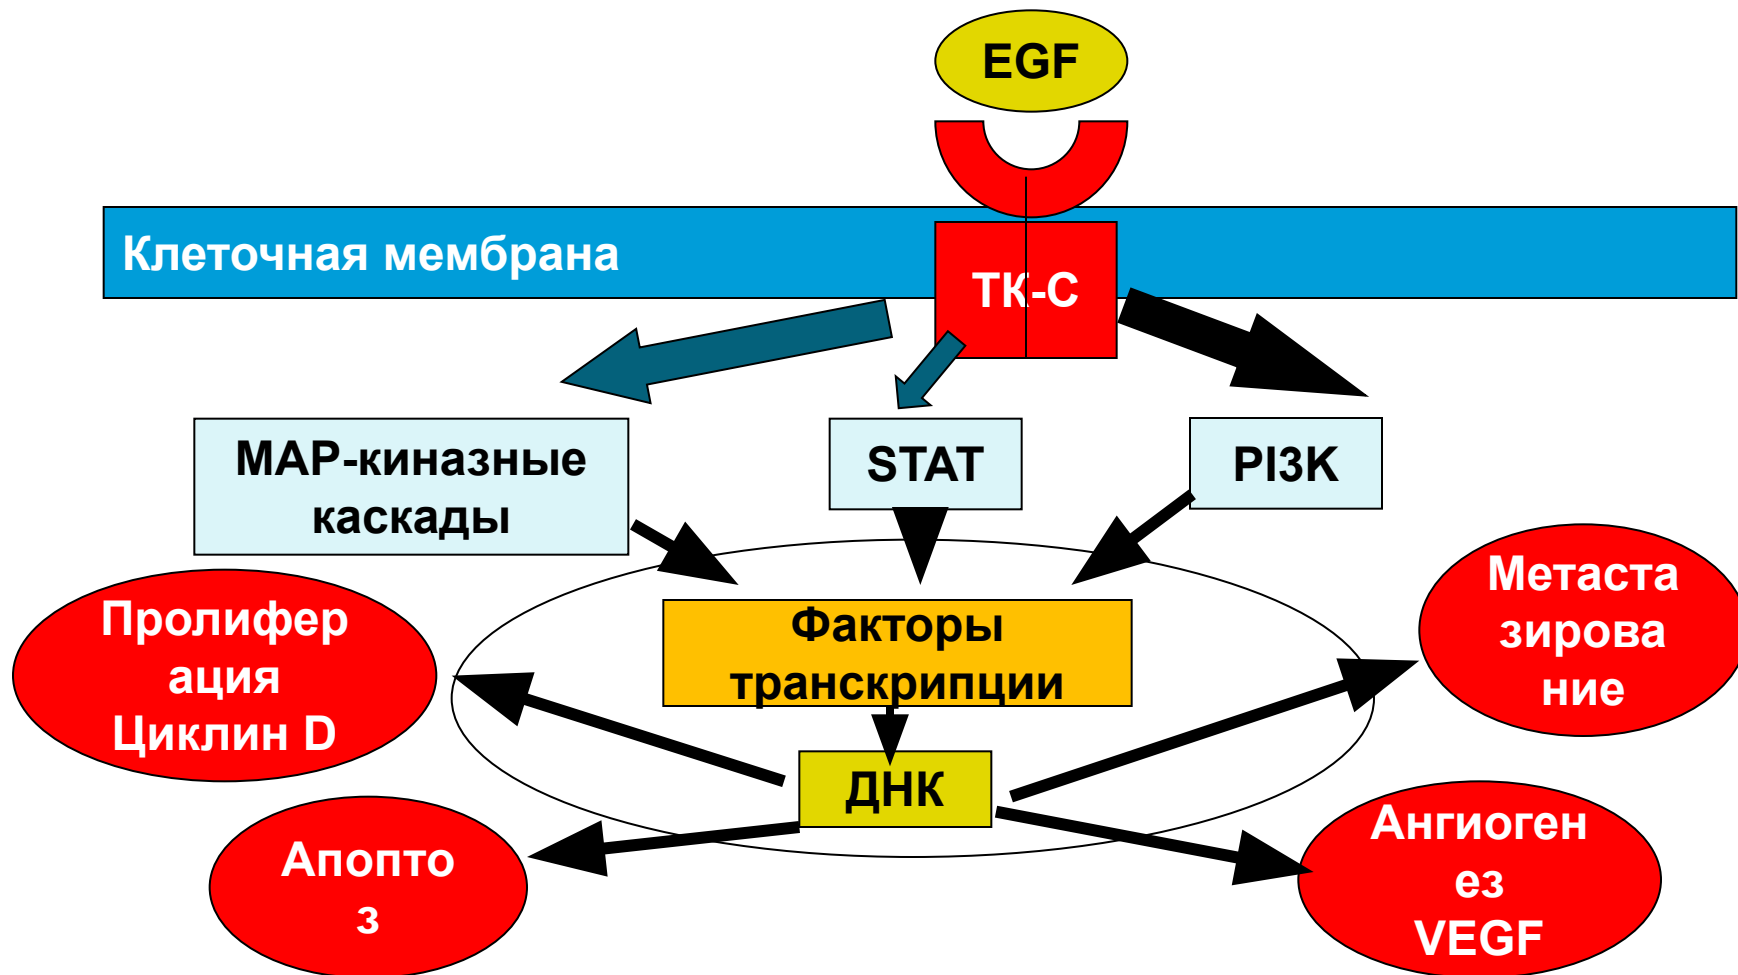 EGF
Клеточная мембрана
ТК-С
МАР-киназные
каскады
STAT
PI3K
Метаста
зирова
ние
Пролифер
ация
Циклин D
Факторы
транскрипции
ДНК
Апопто
з
Ангиоген
ез
VEGF